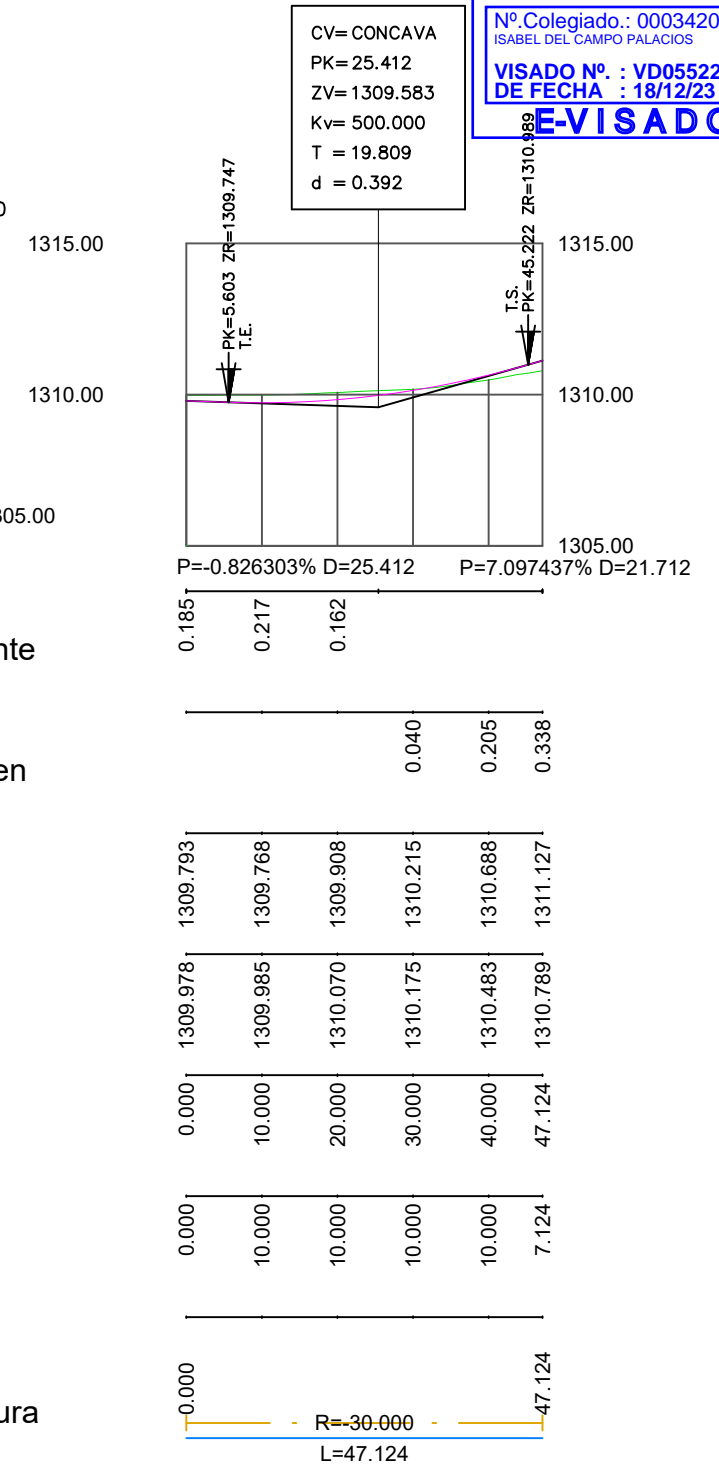 CV= CONCAVA
PK= 25.412
ZV= 1309.583
Kv= 500.000
T = 19.809
d = 0.392
Nº.Colegiado.: 0003420
ISABEL DEL CAMPO PALACIOS
VISADO Nº. : VD05522
DE FECHA : 18/12/23
E-VISADO
PK=5.603 ZR=1309.747
T.E.
T.S.
PK=45.222 ZR=1310.989
0
1315.00
1315.00
1310.00
1310.00
305.00
1305.00
P=-0.826303% D=25.412
P=7.097437% D=21.712
0.185
0.217
0.162
nte
0.040
0.205
0.338
en
1309.793
1309.768
1309.908
1310.215
1310.688
1311.127
1309.978
1309.985
1310.070
1310.175
1310.483
1310.789
0.000
10.000
20.000
30.000
40.000
47.124
0.000
10.000
10.000
10.000
10.000
7.124
0.000
47.124
ura
R=-30.000
L=47.124